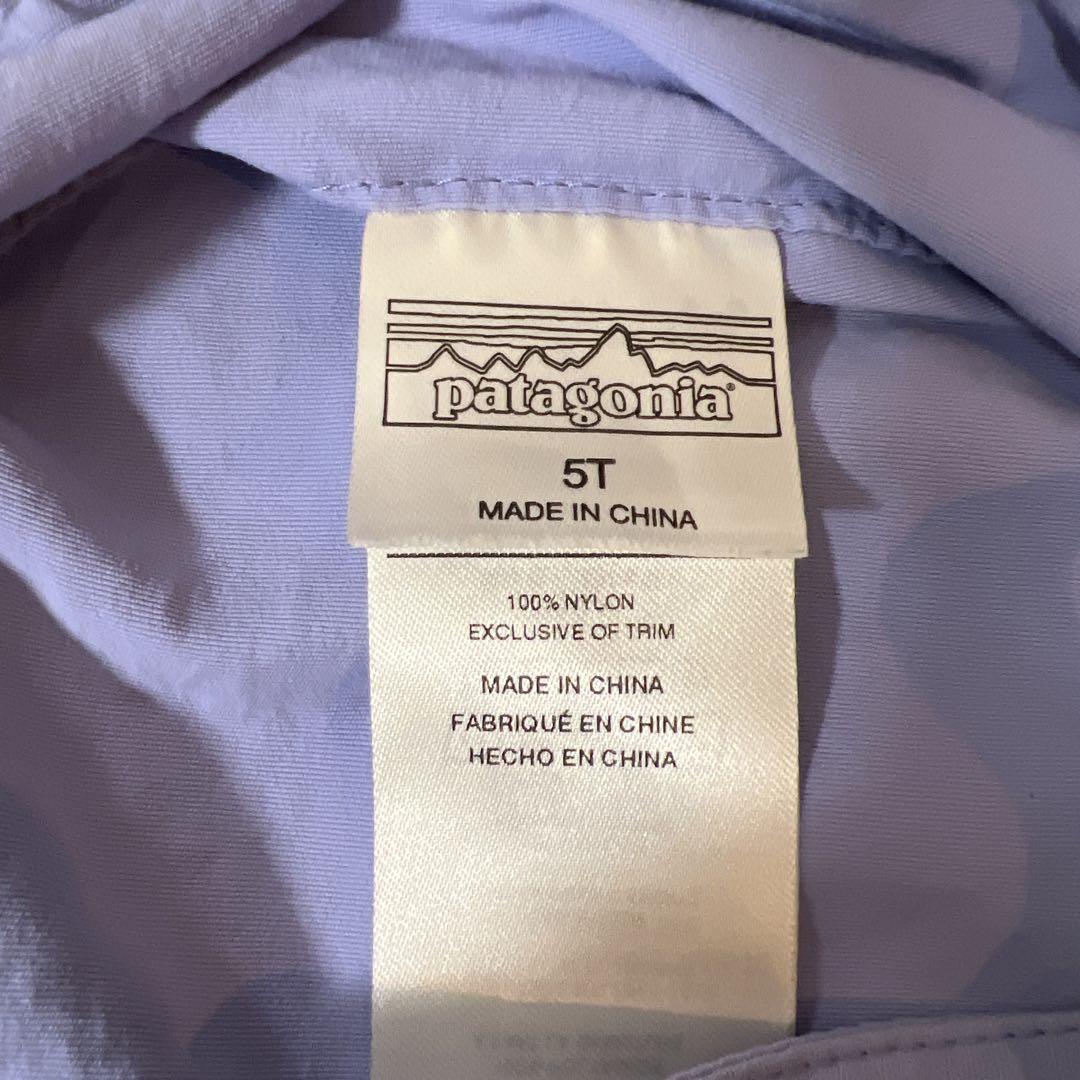 patagonia®
5T
MADE IN CHINA
100% NYLON
EXCLUSIVE OF TRIM
MADE IN CHINA
FABRIQUÉ EN CHINE
HECHO EN CHINA